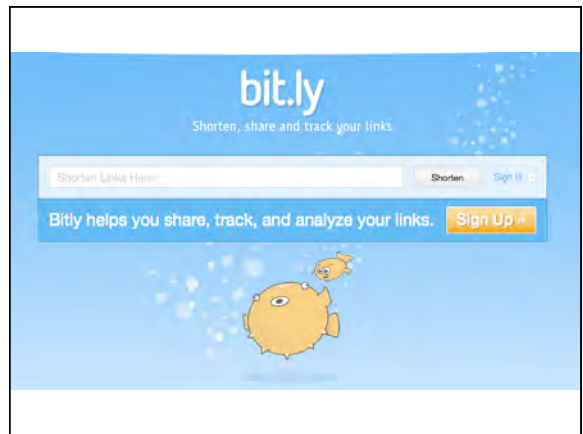 bit.ly
Shorten, share and track your links
Shorten Links Here
Shorten
Sign In
Bitly helps you share, track, and analyze your links.
Sign Up »